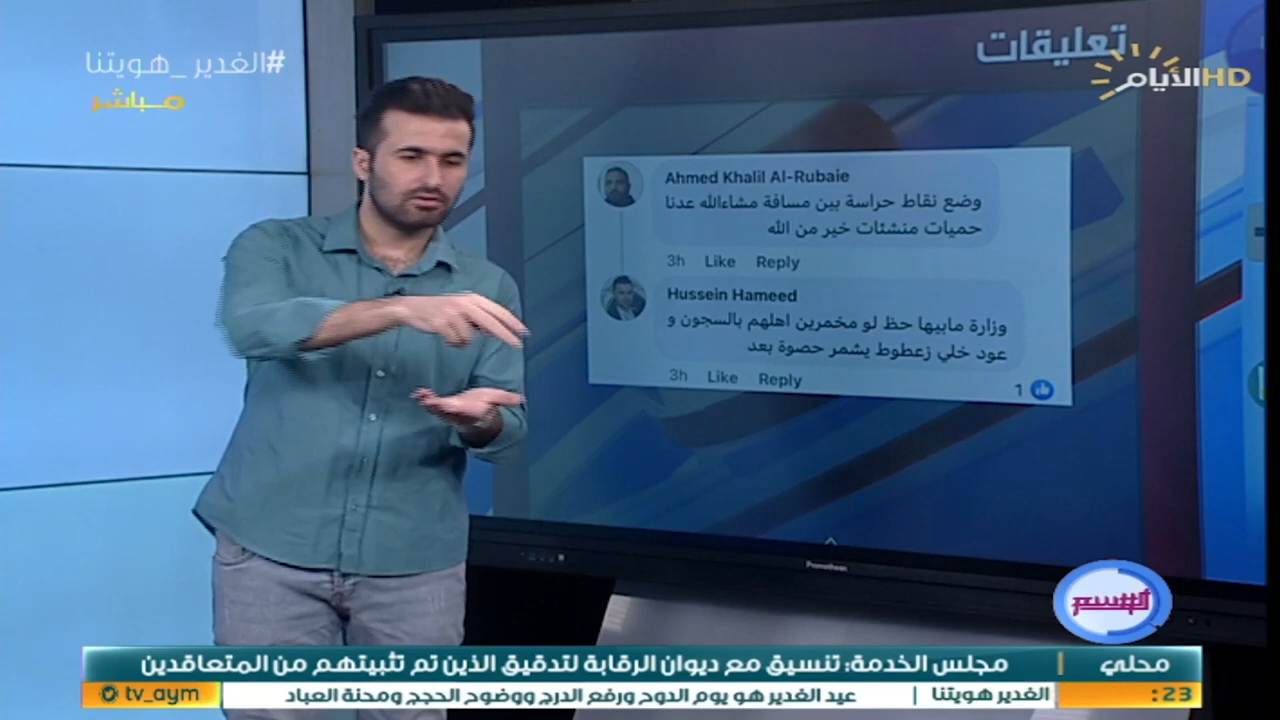 #الغدير_هويتنا
مباشر
تعليقات
الأيام HD
Ahmed Khalil Al-Rubaie
وضع نقاط حراسة بين مسافة مشاءالله عدنا
حميات منشئات خير من الله
3h Like Reply
Hussein Hameed
وزارة مابيها حظ لو مخمرين اهلهم بالسجون و
عود خلي زعطوط يشمر حصوة بعد
3h Like Reply
1
Promethean
محلي | مجلس الخدمة: تنسيق مع ديوان الرقابة لتدقيق الذين تم تثبيتهم من المتعاقدين
:23 الغدير هويتنا | عيد الغدير هو يوم الدوح ورفع الدرج ووضوح الحجج ومحنة العباد
tv_aym